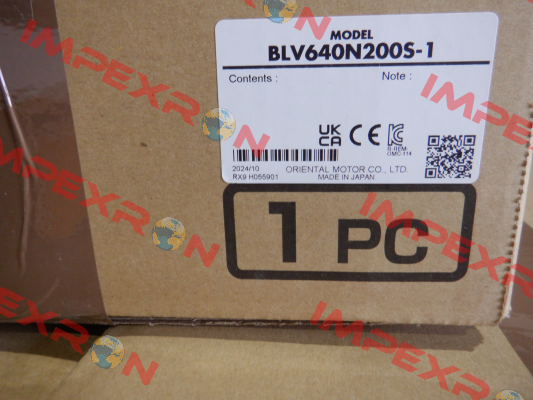 MODEL
BLV640N200S-1
Contents :
Note :
UK
CA
CE
R-REM-
OMC-114
2024/10
RX9 H055901
ORIENTAL MOTOR CO., LTD.
MADE IN JAPAN
1 PC
IMPEXRON
IMPEXRON
IMPEXRON
IMPEXRON